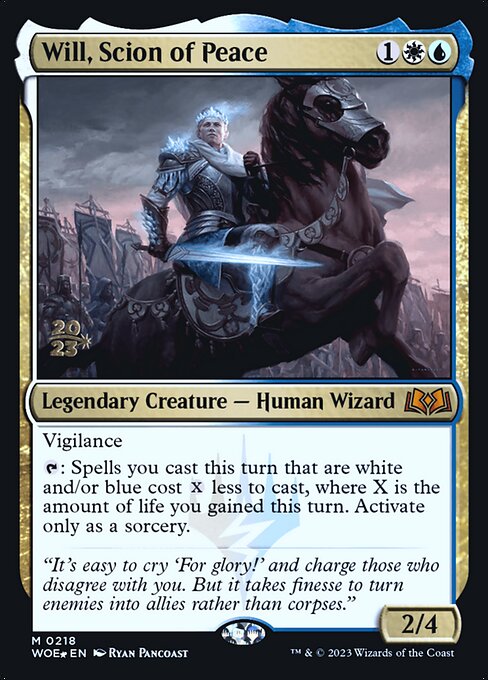 Will, Scion of Peace 1
20
23
Legendary Creature — Human Wizard
Vigilance
: Spells you cast this turn that are white
and/or blue cost X less to cast, where X is the
amount of life you gained this turn. Activate
only as a sorcery.
“It’s easy to cry ‘For glory!’ and charge those who
disagree with you. But it takes finesse to turn
enemies into allies rather than corpses.”
2/4
M 0218
WOE★EN Ryan Pancoast ™ & © 2023 Wizards of the Coast